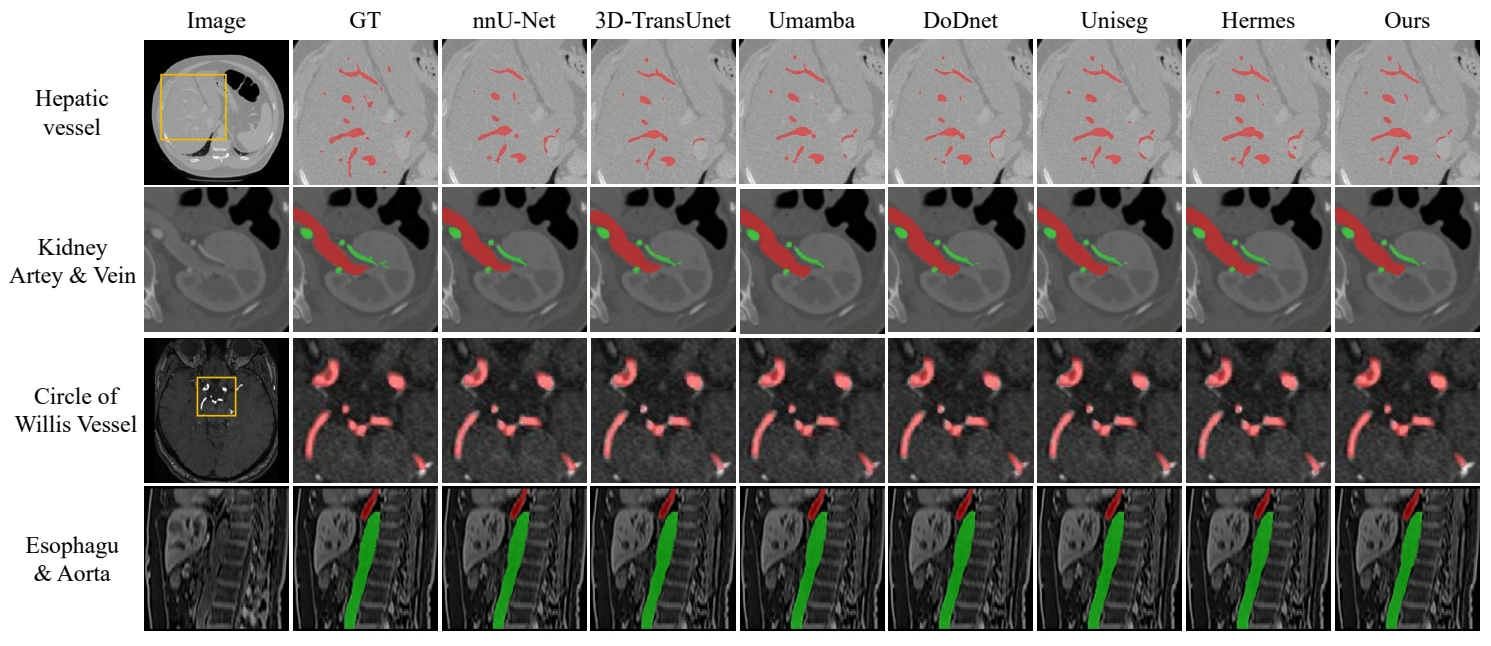 Image GT nnU-Net 3D-TransUnet Umamba DoDnet Uniseg Hermes Ours
Hepatic
vessel
Kidney
Artey & Vein
Circle of
Willis Vessel
Esophagu
& Aorta